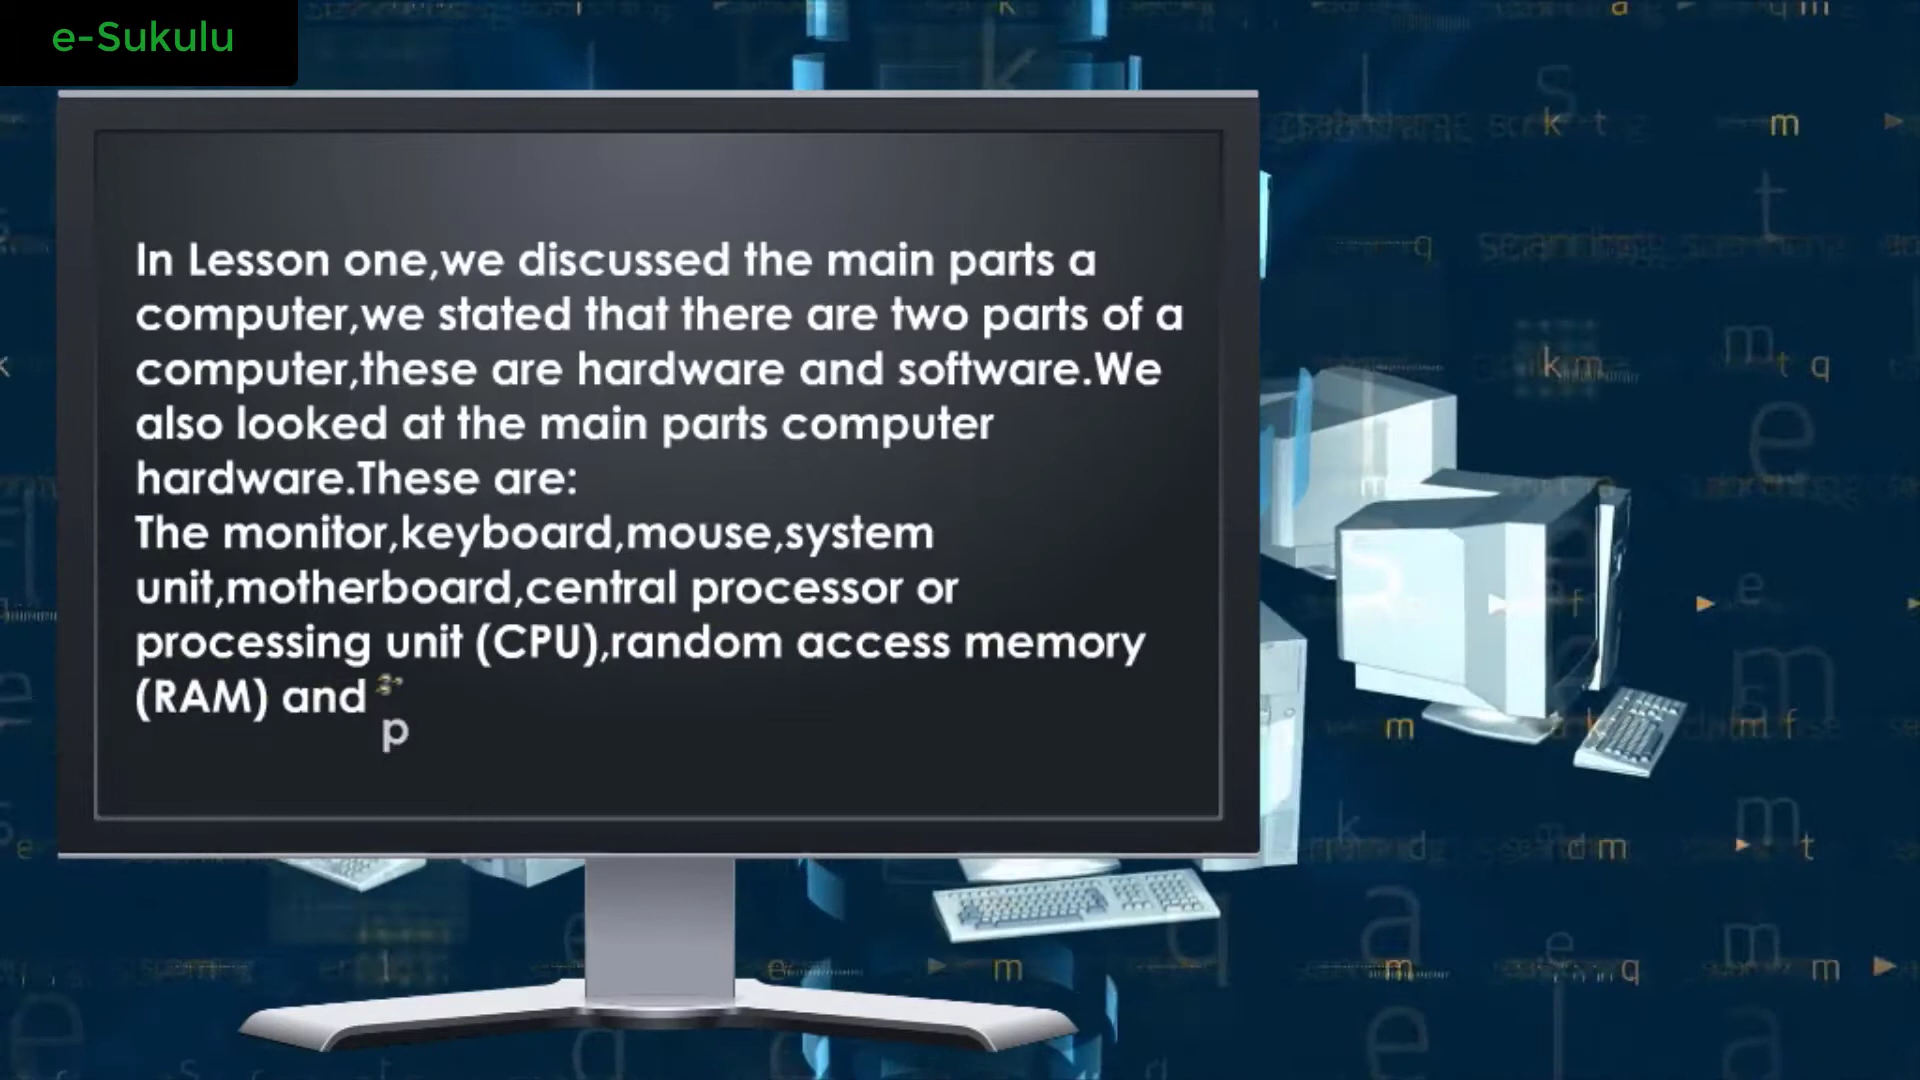 e-Sukulu
In Lesson one,we discussed the main parts a
computer,we stated that there are two parts of a
computer,these are hardware and software.We
also looked at the main parts computer
hardware.These are:
The monitor,keyboard,mouse,system
unit,motherboard,central processor or
processing unit (CPU),random access memory
(RAM) and
p